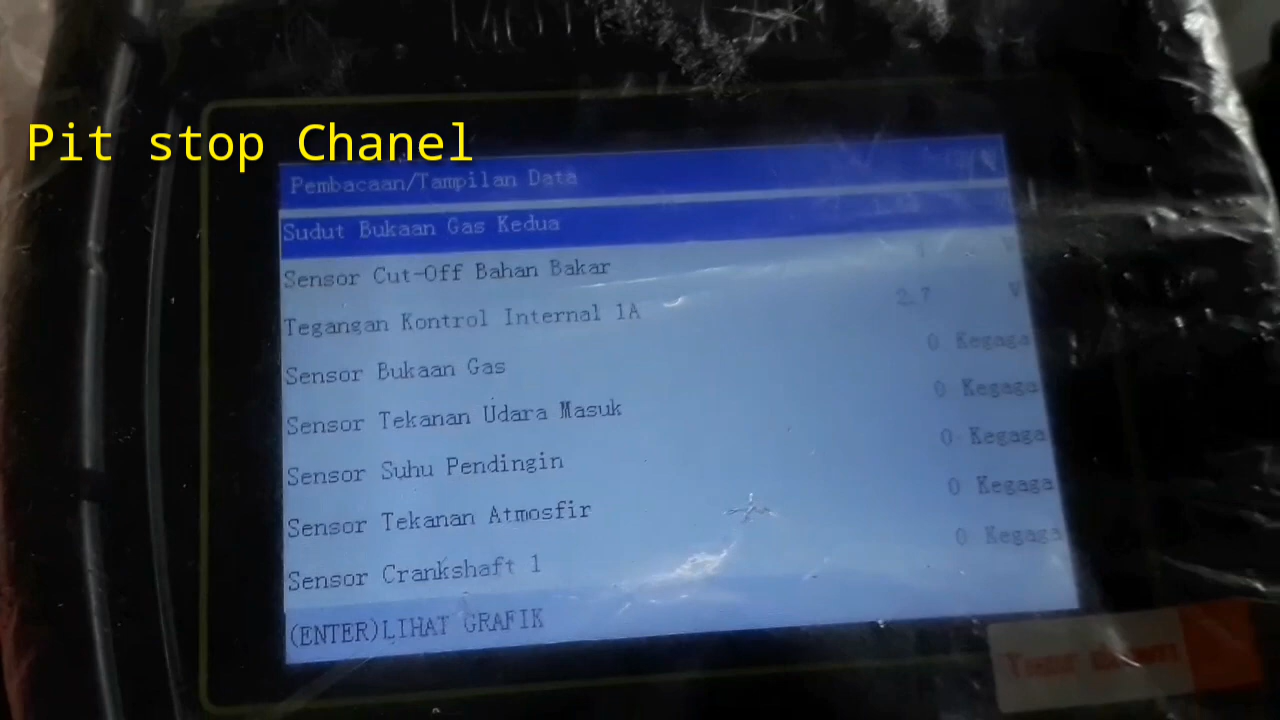 Pit stop Chanel
Pembacaan/Tampilan Data
Sudut Bukaan Gas Kedua
Sensor Cut-Off Bahan Bakar
Tegangan Kontrol Internal 1A 2.7 V
Sensor Bukaan Gas 0 Kegaga
Sensor Tekanan Udara Masuk 0 Kegaga
Sensor Suhu Pendingin 0 Kegaga
Sensor Tekanan Atmosfir 0 Kegaga
Sensor Crankshaft 1 0 Kegaga
(ENTER)LIHAT GRAFIK